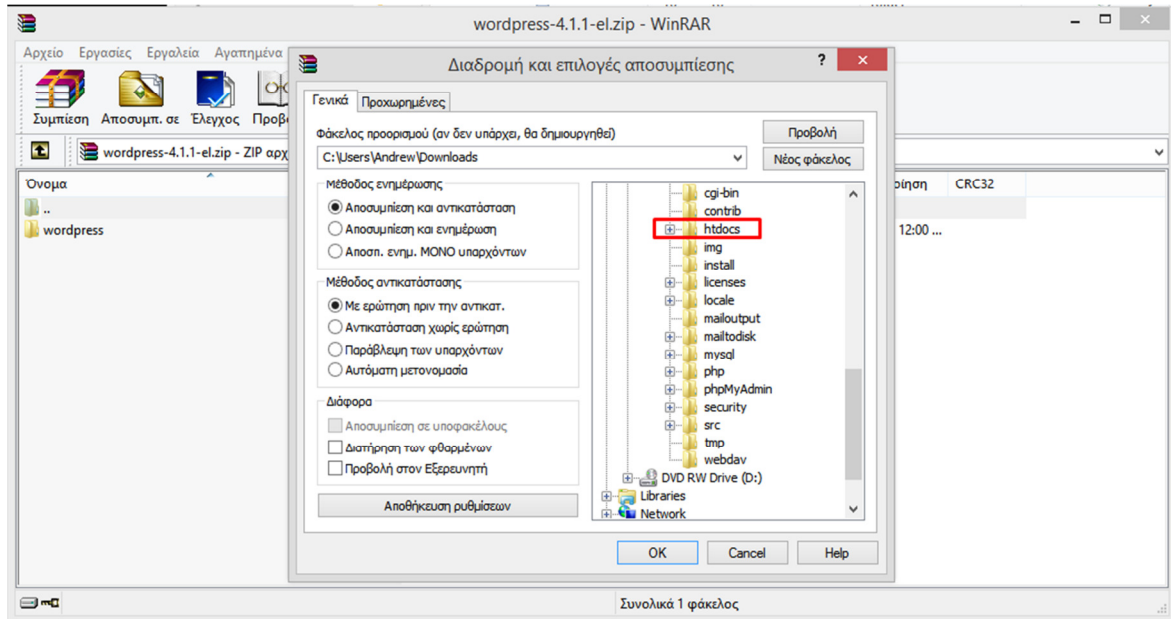 wordpress-4.1.1-el.zip - WinRAR
Αρχείο Εργασίες Εργαλεία Αγαπημένα
Συμπίεση Αποσυμπ. σε Έλεγχος Προβ
wordpress-4.1.1-el.zip - ZIP αρχ
Όνομα
οίηση CRC32
..
wordpress
12:00 ...
Διαδρομή και επιλογές αποσυμπίεσης
?
Γενικά Προχωρημένες
Φάκελος προορισμού (αν δεν υπάρχει, θα δημιουργηθεί)
Προβολή
C:\Users\Andrew\Downloads
Νέος φάκελος
Μέθοδος ενημέρωσης
Αποσυμπίεση και αντικατάσταση
Αποσυμπίεση και ενημέρωση
Αποσπ. ενημ. ΜΟΝΟ υπαρχόντων
Μέθοδος αντικατάστασης
Με ερώτηση πριν την αντικατ.
Αντικατάσταση χωρίς ερώτηση
Παράβλεψη των υπαρχόντων
Αυτόματη μετονομασία
Διάφορα
Αποσυμπίεση σε υποφακέλους
Διατήρηση των φθαρμένων
Προβολή στον Εξερευνητή
Αποθήκευση ρυθμίσεων
cgi-bin
contrib
htdocs
img
install
licenses
locale
mailoutput
mailtodisk
mysql
php
phpMyAdmin
security
src
tmp
webdav
DVD RW Drive (D:)
Libraries
Network
OK Cancel Help
Συνολικά 1 φάκελος